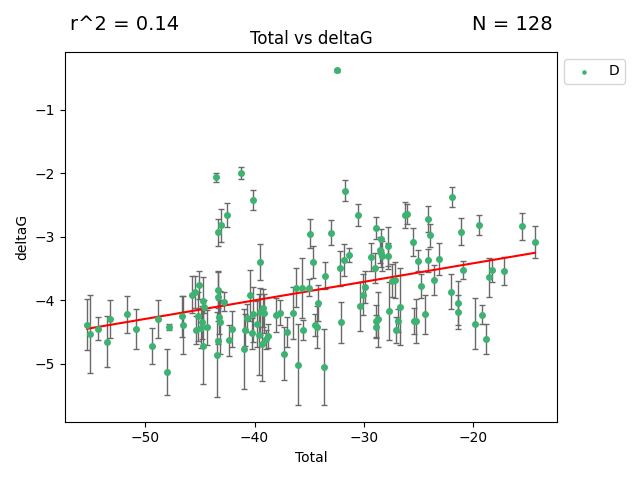 r^2 = 0.14
N = 128
Total vs deltaG
D
deltaG
−1
−2
−3
−4
−5
−50
−40
−30
−20
Total